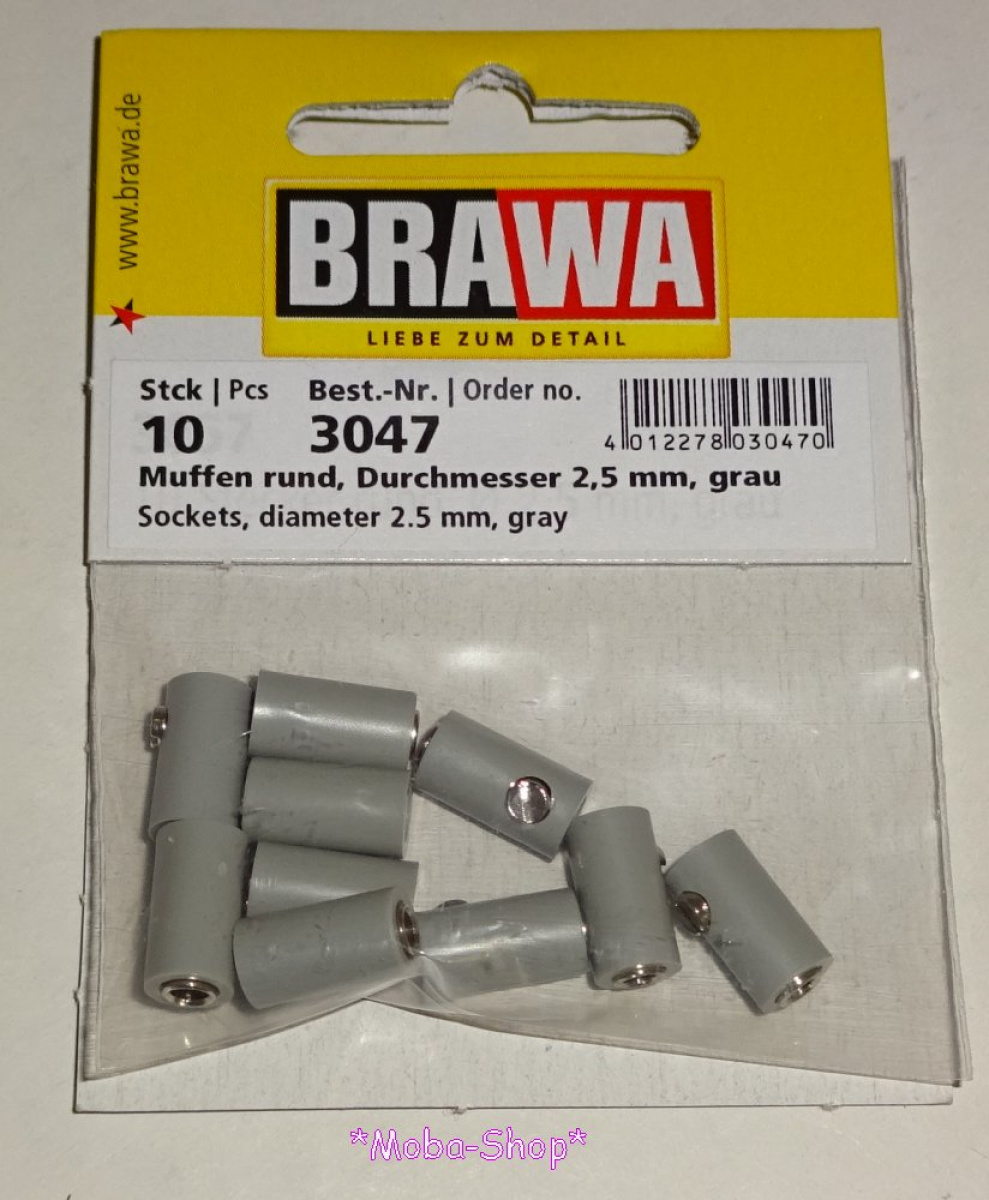 www.brawa.de
BRAWA
LIEBE ZUM DETAIL
Stck | Pcs Best.-Nr. | Order no.
10 3047
4 012278 030470
Muffen rund, Durchmesser 2,5 mm, grau
Sockets, diameter 2.5 mm, gray
*Moba-Shop*